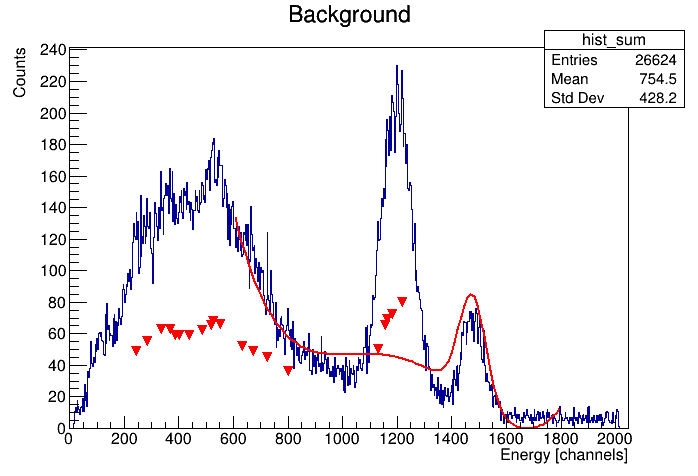 Background
hist_sum
Entries 26624
Mean 754.5
Std Dev 428.2
Counts
240
220
200
180
160
140
120
100
80
60
40
20
0
0 200 400 600 800 1000 1200 1400 1600 1800 2000
Energy [channels]